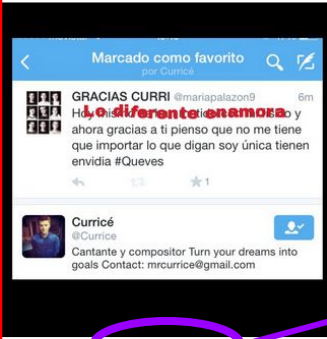 Marcado como favorito
por Curricé
GRACIAS CURRI @mariapalazon9 6m
Lo diferente enamora
y
ahora gracias a ti pienso que no me tiene
que importar lo que digan soy única tienen
envidia #Queves
1
Curricé
@Currice
Cantante y compositor Turn your dreams into
goals Contact: mrcurrice@gmail.com